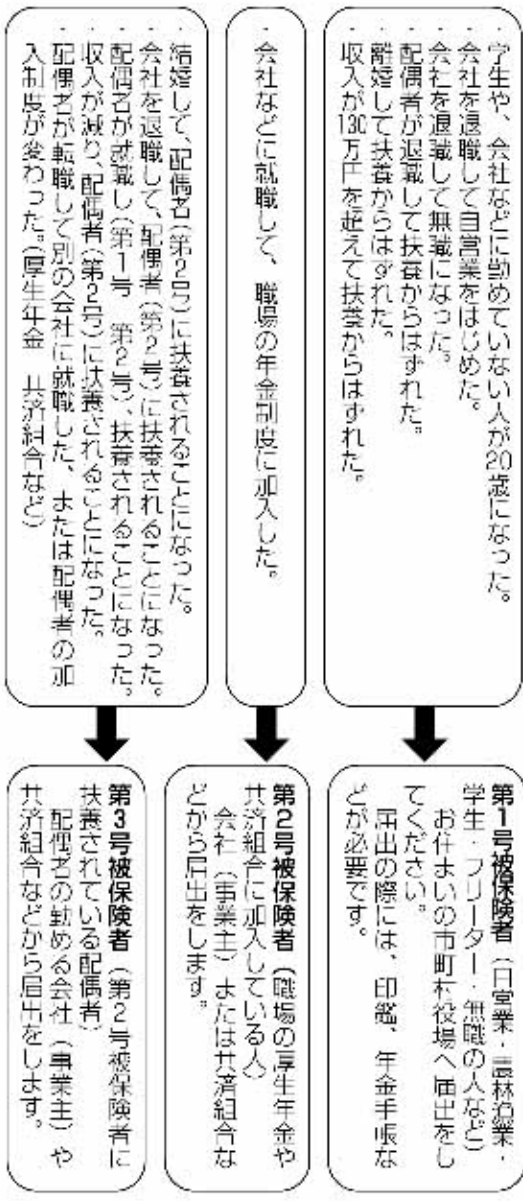 ・学生や、会社などに勤めていない人が20歳になった。
・会社を退職して自営業をはじめた。
・会社を退職して無職になった。
・配偶者が退職して扶養からはずれた。
・離婚して扶養からはずれた。
・収入が130万円を超えて扶養からはずれた。
第1号被保険者（自営業・農林漁業・
学生・フリーター・無職の人など）
お住まいの市町村役場へ届出をし
てください。
届出の際には、印鑑、年金手帳な
どが必要です。
・会社などに就職して、職場の年金制度に加入した。
第2号被保険者（職場の厚生年金や
共済組合に加入している人）
会社（事業主）または共済組合な
どから届出をします。
・結婚して、配偶者（第2号）に扶養されることになった。
・会社を退職して、配偶者（第2号）に扶養されることになった。
・配偶者が就職し（第1号 第2号）、扶養されることになった。
・収入が減り、配偶者（第2号）に扶養されることになった。
・配偶者が転職して別の会社に就職した、または配偶者の加
入制度が変わった。（厚生年金 共済組合など）
第3号被保険者（第2号被保険者に
扶養されている配偶者）
配偶者の勤める会社（事業主）や
共済組合などから届出をします。